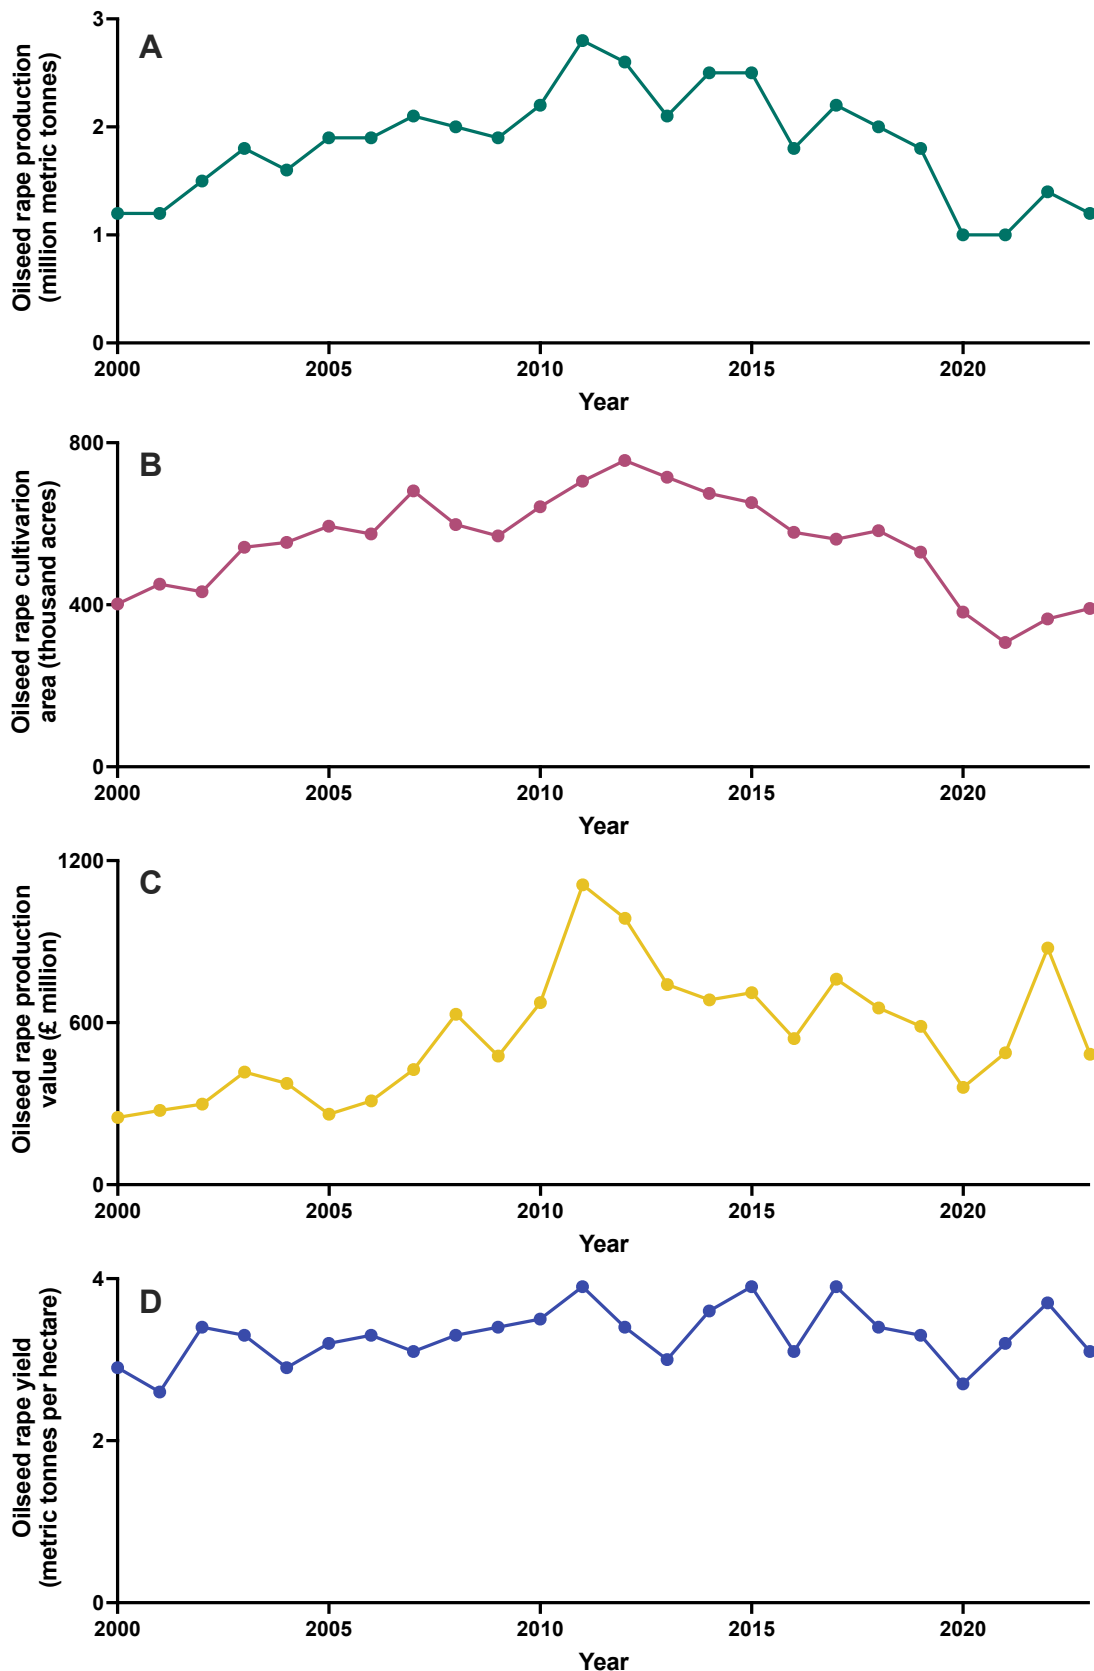 A
Oilseed rape production
(million metric tonnes)
3
2
1
0
2000 2005 2010 2015 2020
Year
B
Oilseed rape cultivarion
area (thousand acres)
800
400
0
2000 2005 2010 2015 2020
Year
C
Oilseed rape production
value (£ million)
1200
600
0
2000 2005 2010 2015 2020
Year
D
Oilseed rape yield
(metric tonnes per hectare)
4
2
0
2000 2005 2010 2015 2020
Year